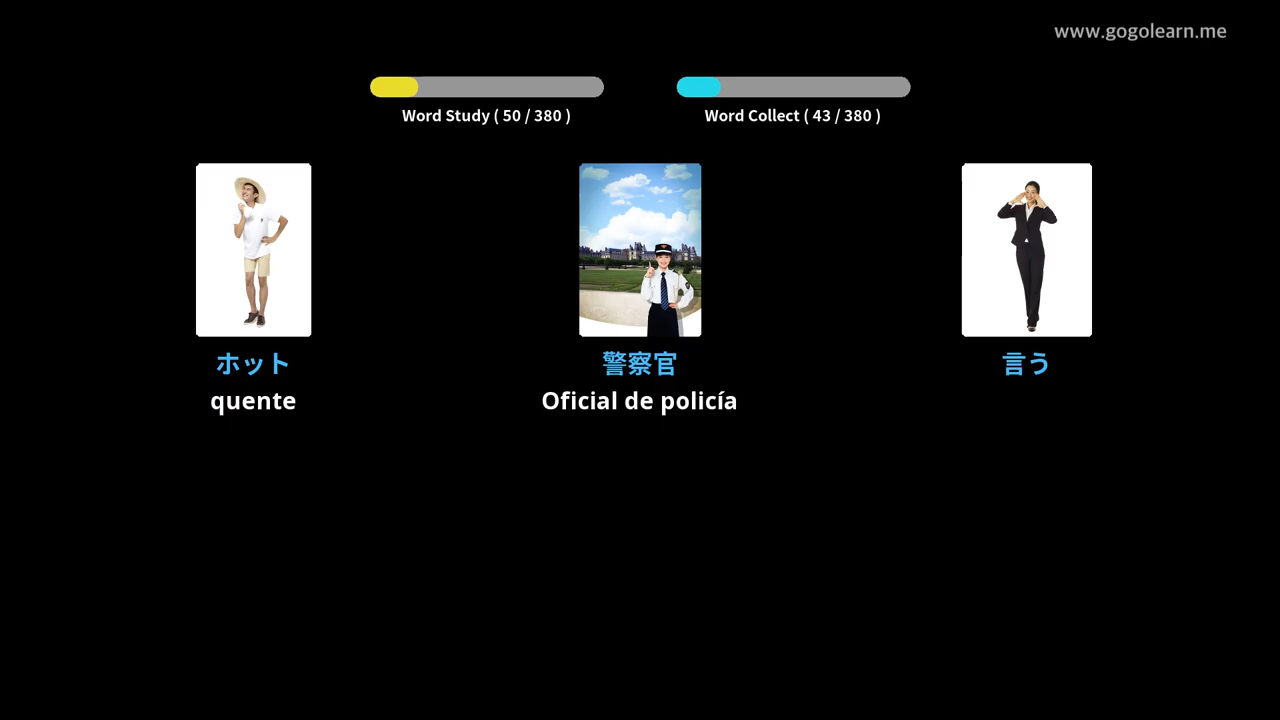 www.gogolearn.me
Word Study ( 50 / 380 )
Word Collect ( 43 / 380 )
ホット
quente
警察官
Oficial de policía
言う